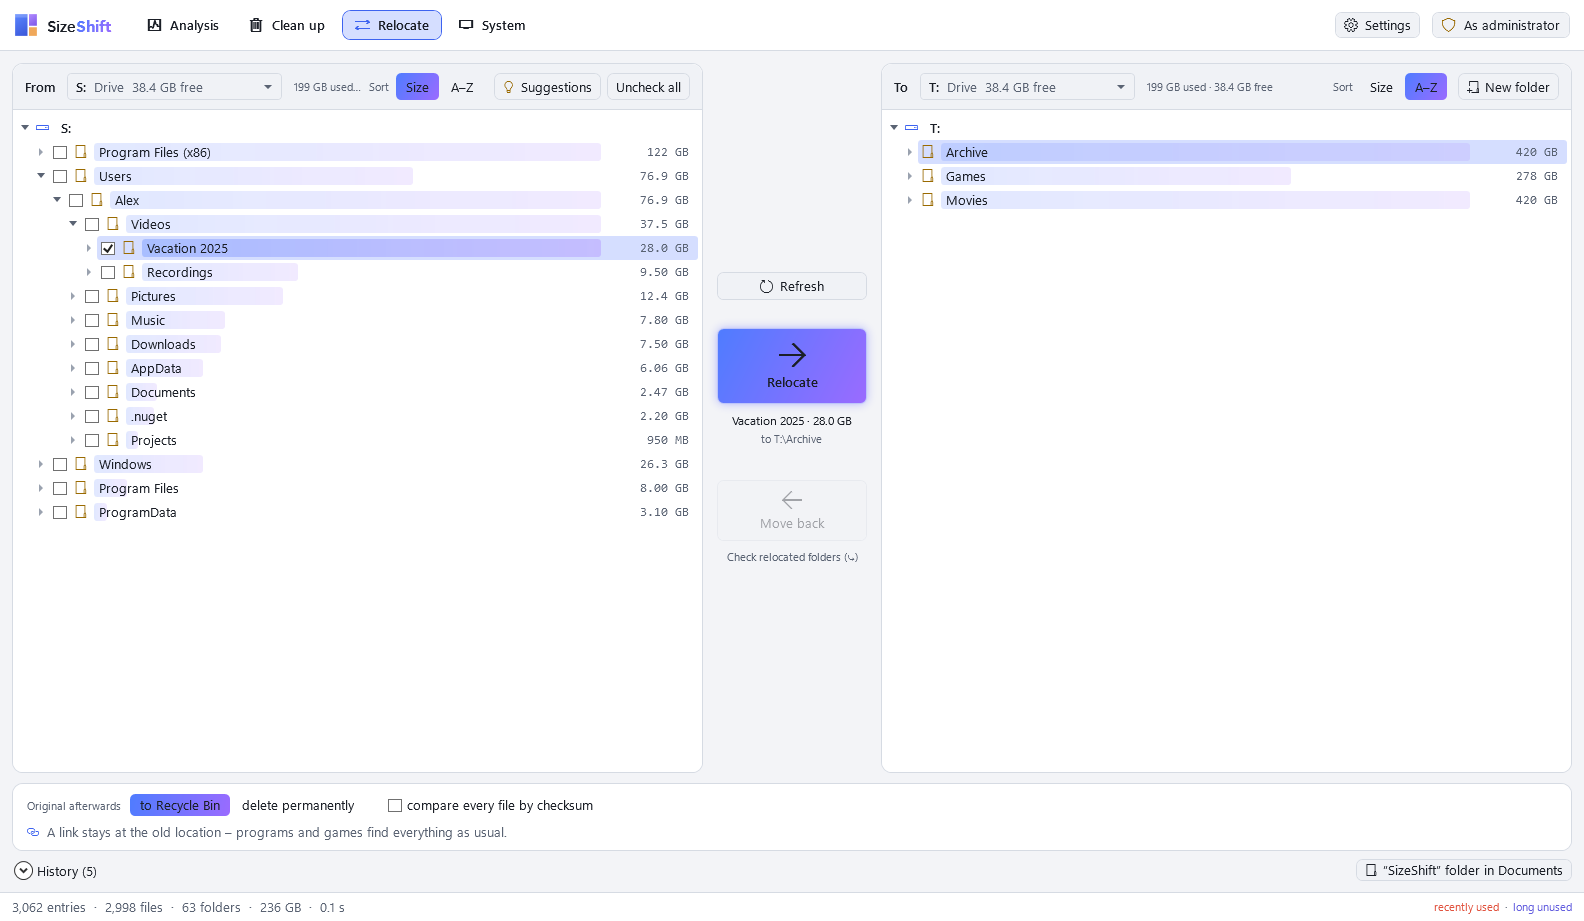 SizeShift Analysis Clean up Relocate System Settings As administrator
From S: Drive 38.4 GB free 199 GB used... Sort Size A–Z Suggestions Uncheck all
S:
Program Files (x86) 122 GB
Users 76.9 GB
Alex 76.9 GB
Videos 37.5 GB
Vacation 2025 28.0 GB
Recordings 9.50 GB
Pictures 12.4 GB
Music 7.80 GB
Downloads 7.50 GB
AppData 6.06 GB
Documents 2.47 GB
.nuget 2.20 GB
Projects 950 MB
Windows 26.3 GB
Program Files 8.00 GB
ProgramData 3.10 GB
Refresh
Relocate
Vacation 2025 · 28.0 GB
to T:\Archive
Move back
Check relocated folders (⤷)
To T: Drive 38.4 GB free 199 GB used · 38.4 GB free Sort Size A–Z New folder
T:
Archive 420 GB
Games 278 GB
Movies 420 GB
Original afterwards to Recycle Bin delete permanently compare every file by checksum
A link stays at the old location – programs and games find everything as usual.
History (5) "SizeShift" folder in Documents
3,062 entries · 2,998 files · 63 folders · 236 GB · 0.1 s recently used · long unused